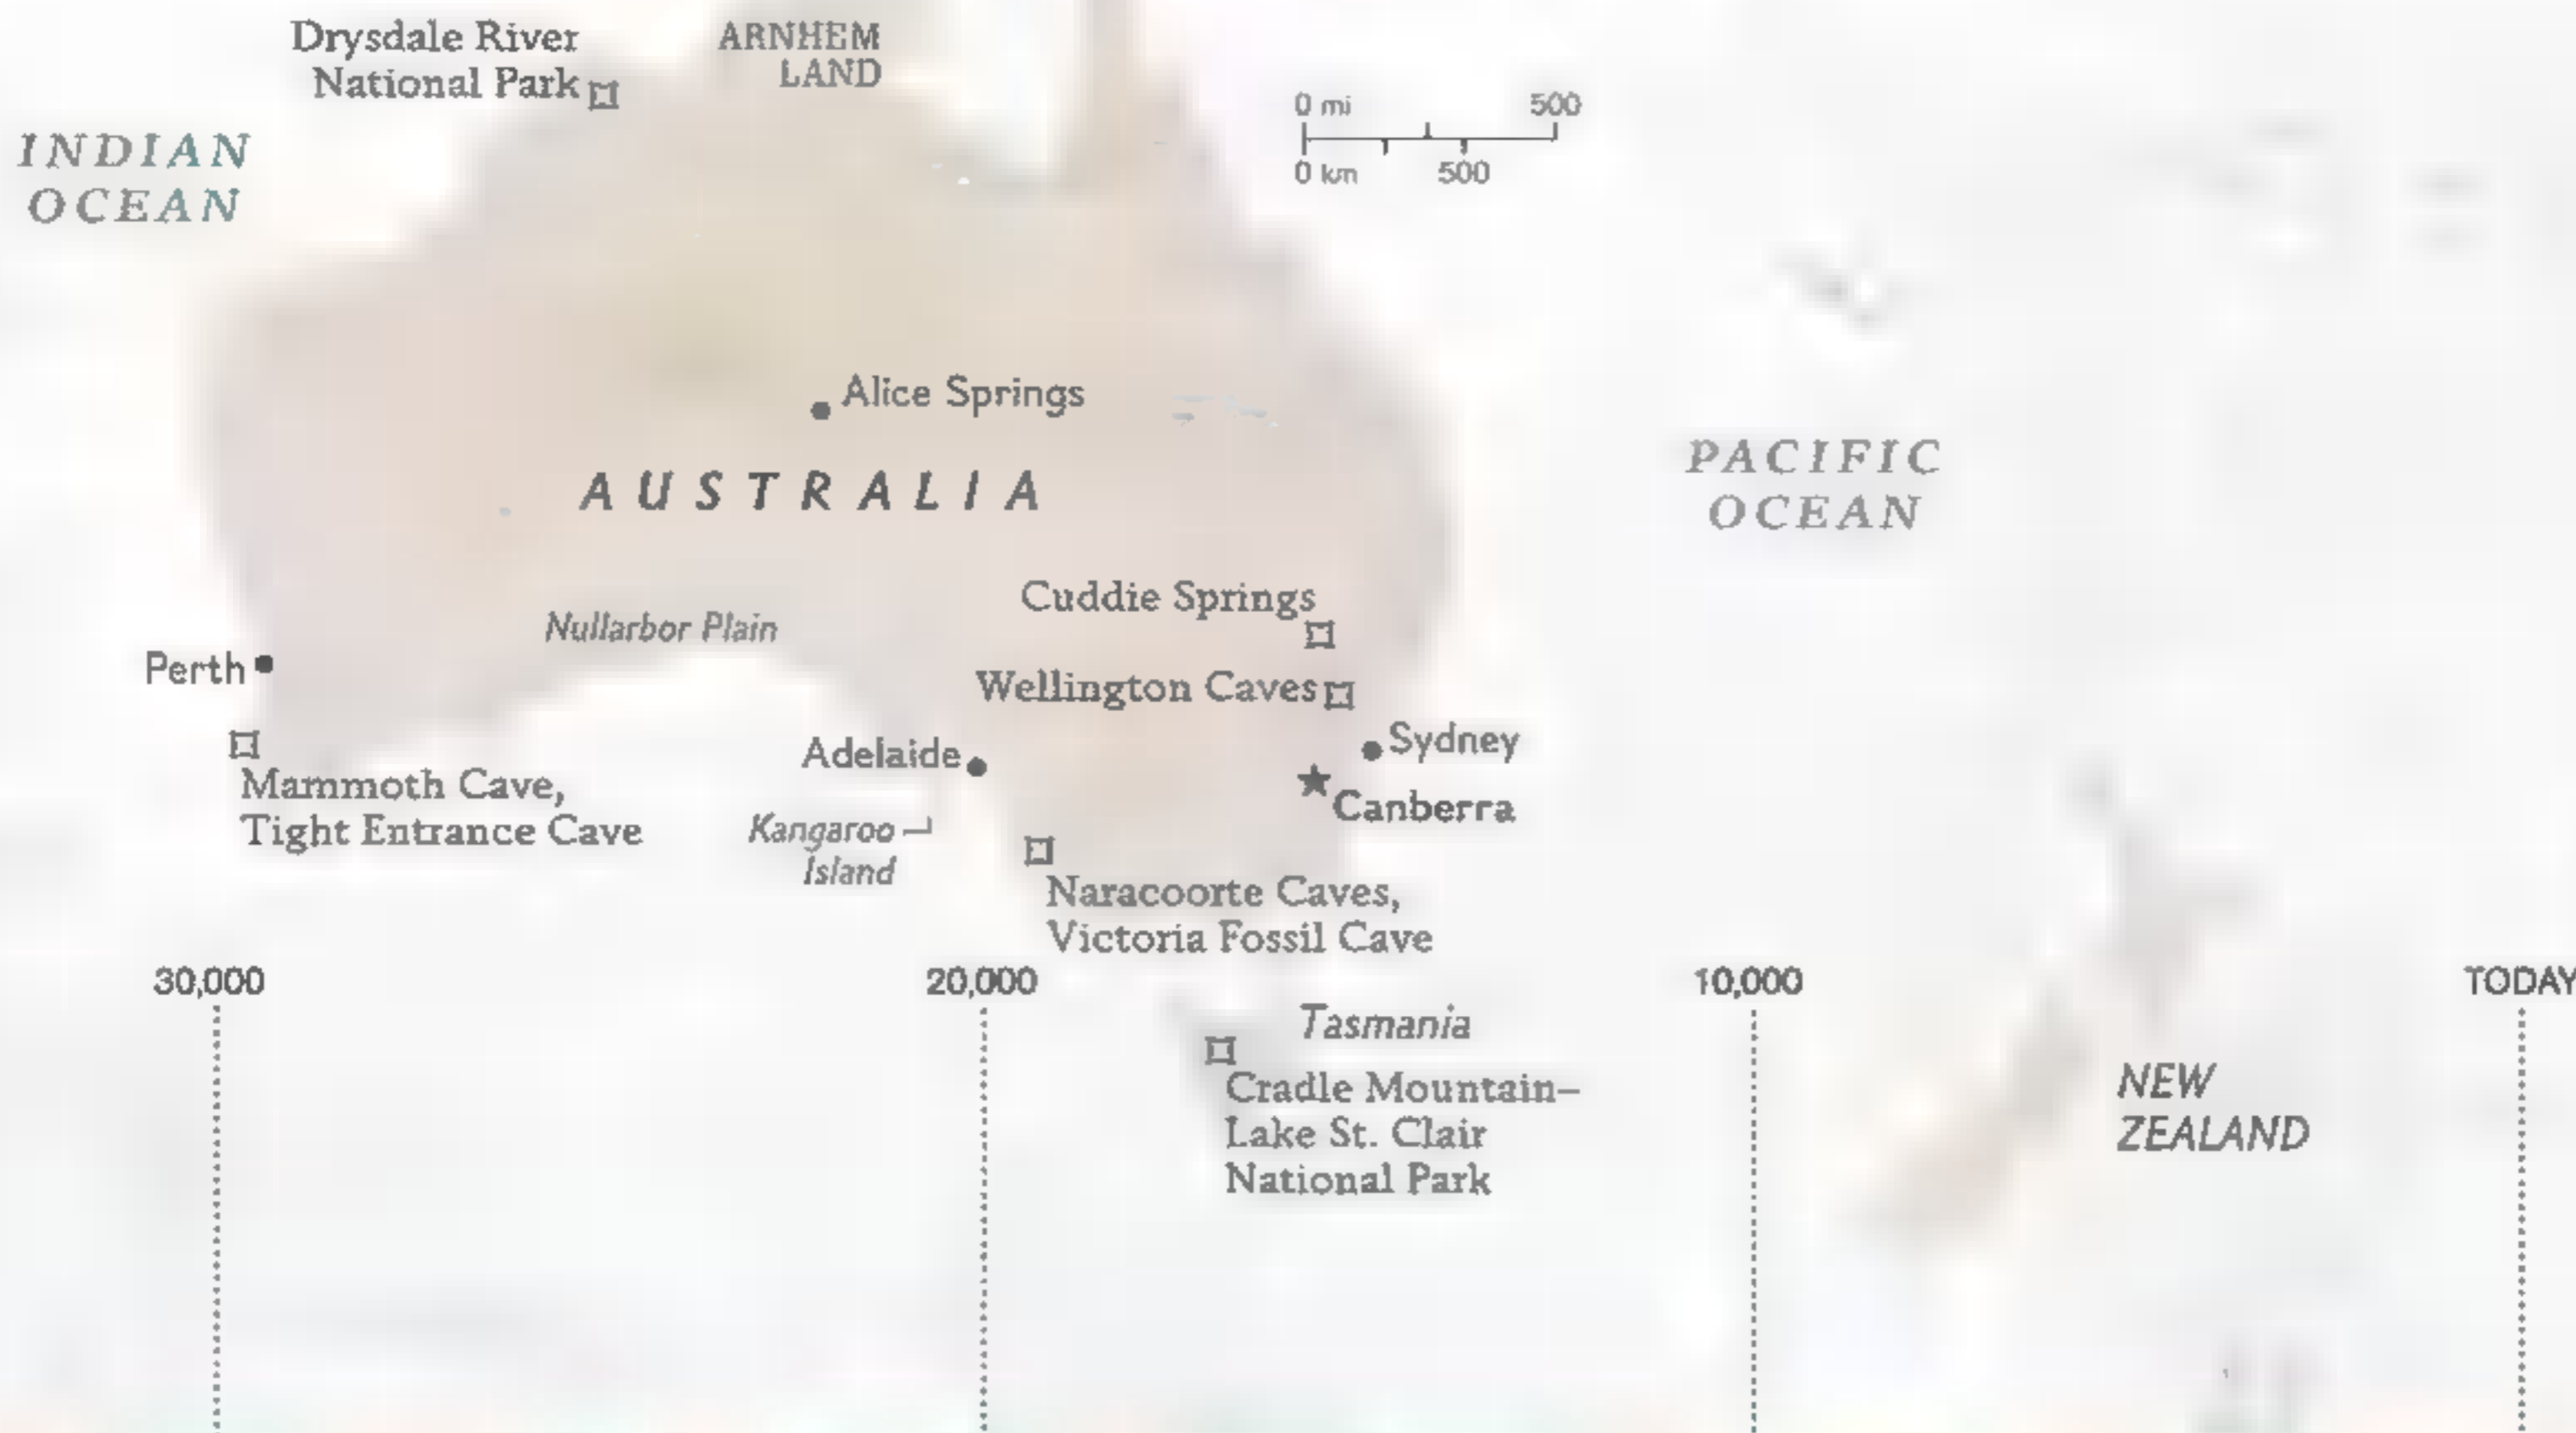 Drysdale River
National Park
ARNHEM
LAND
0 mi 500
0 km 500
INDIAN
OCEAN
Alice Springs
AUSTRALIA
PACIFIC
OCEAN
Cuddie Springs
Nullarbor Plain
Perth
Wellington Caves
Sydney
Adelaide
Canberra
Mammoth Cave,
Tight Entrance Cave
Kangaroo
Island
Naracoorte Caves,
Victoria Fossil Cave
30,000 20,000 10,000 TODAY
Tasmania
Cradle Mountain–
Lake St. Clair
National Park
NEW
ZEALAND